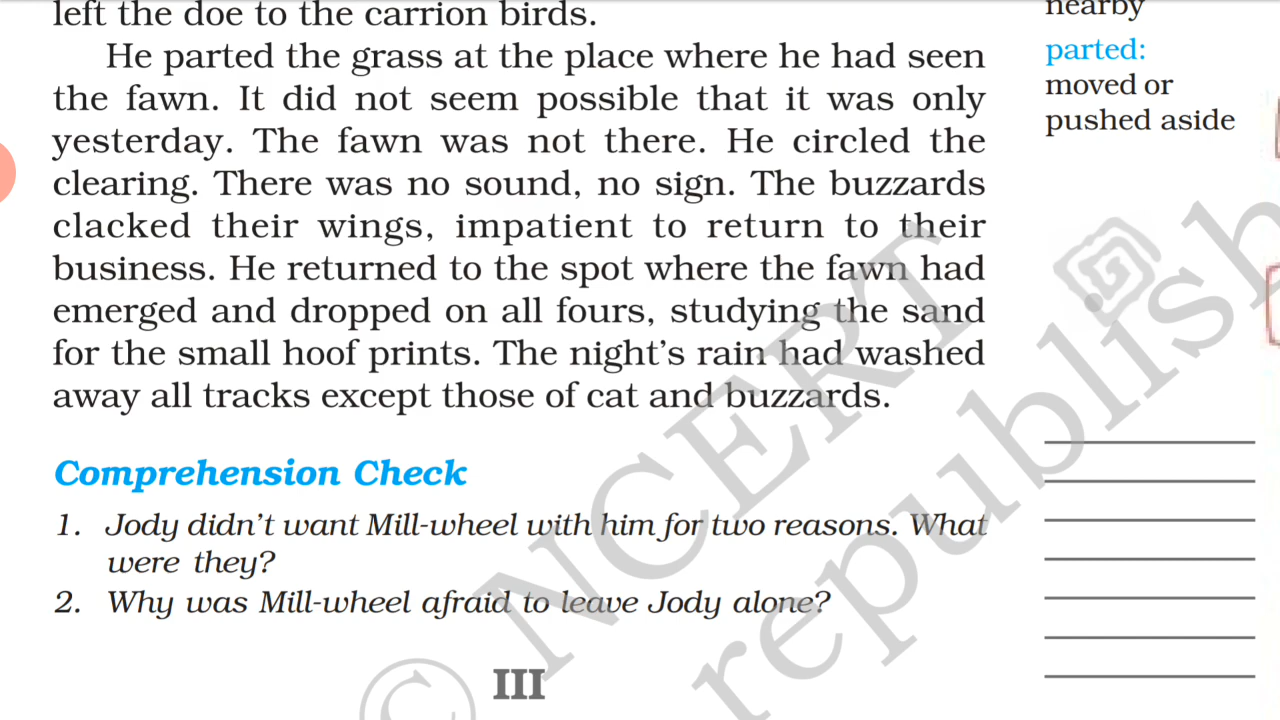 left the doe to the carrion birds.
He parted the grass at the place where he had seen
the fawn. It did not seem possible that it was only
yesterday. The fawn was not there. He circled the
clearing. There was no sound, no sign. The buzzards
clacked their wings, impatient to return to their
business. He returned to the spot where the fawn had
emerged and dropped on all fours, studying the sand
for the small hoof prints. The night's rain had washed
away all tracks except those of cat and buzzards.
nearby
parted:
moved or
pushed aside
Comprehension Check
1. Jody didn't want Mill-wheel with him for two reasons. What
were they?
2. Why was Mill-wheel afraid to leave Jody alone?
III
© NCERT
republish